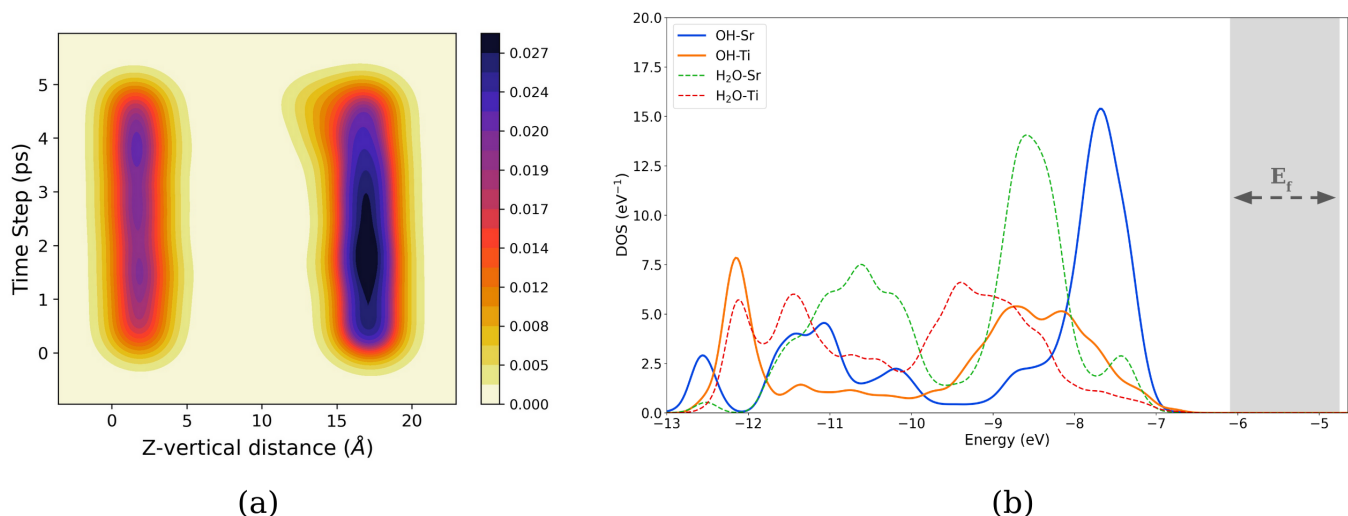 5
4
3
2
1
0
Time Step (ps)
0 5 10 15 20
Z-vertical distance (Å)
0.027
0.024
0.020
0.019
0.017
0.014
0.012
0.008
0.005
0.000
(a)
20.0
17.5
15.0
12.5
10.0
7.5
5.0
2.5
0.0
DOS (eV⁻¹)
OH-Sr
OH-Ti
H₂O-Sr
H₂O-Ti
E_f
−13 −12 −11 −10 −9 −8 −7 −6 −5
Energy (eV)
(b)